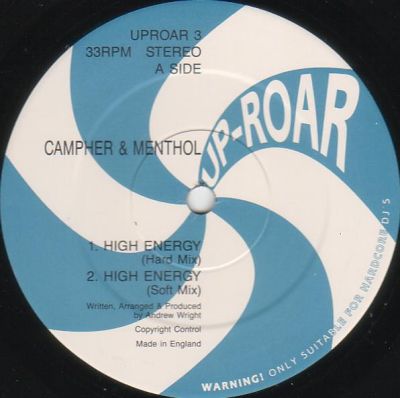 UPROAR 3
33RPM STEREO
A SIDE
UP-ROAR
CAMPHER & MENTHOL
1. HIGH ENERGY
(Hard Mix)
2. HIGH ENERGY
(Soft Mix)
Written, Arranged & Produced
by Andrew Wright
Copyright Control
Made in England
WARNING! ONLY SUITABLE FOR HARDCORE DJ'S